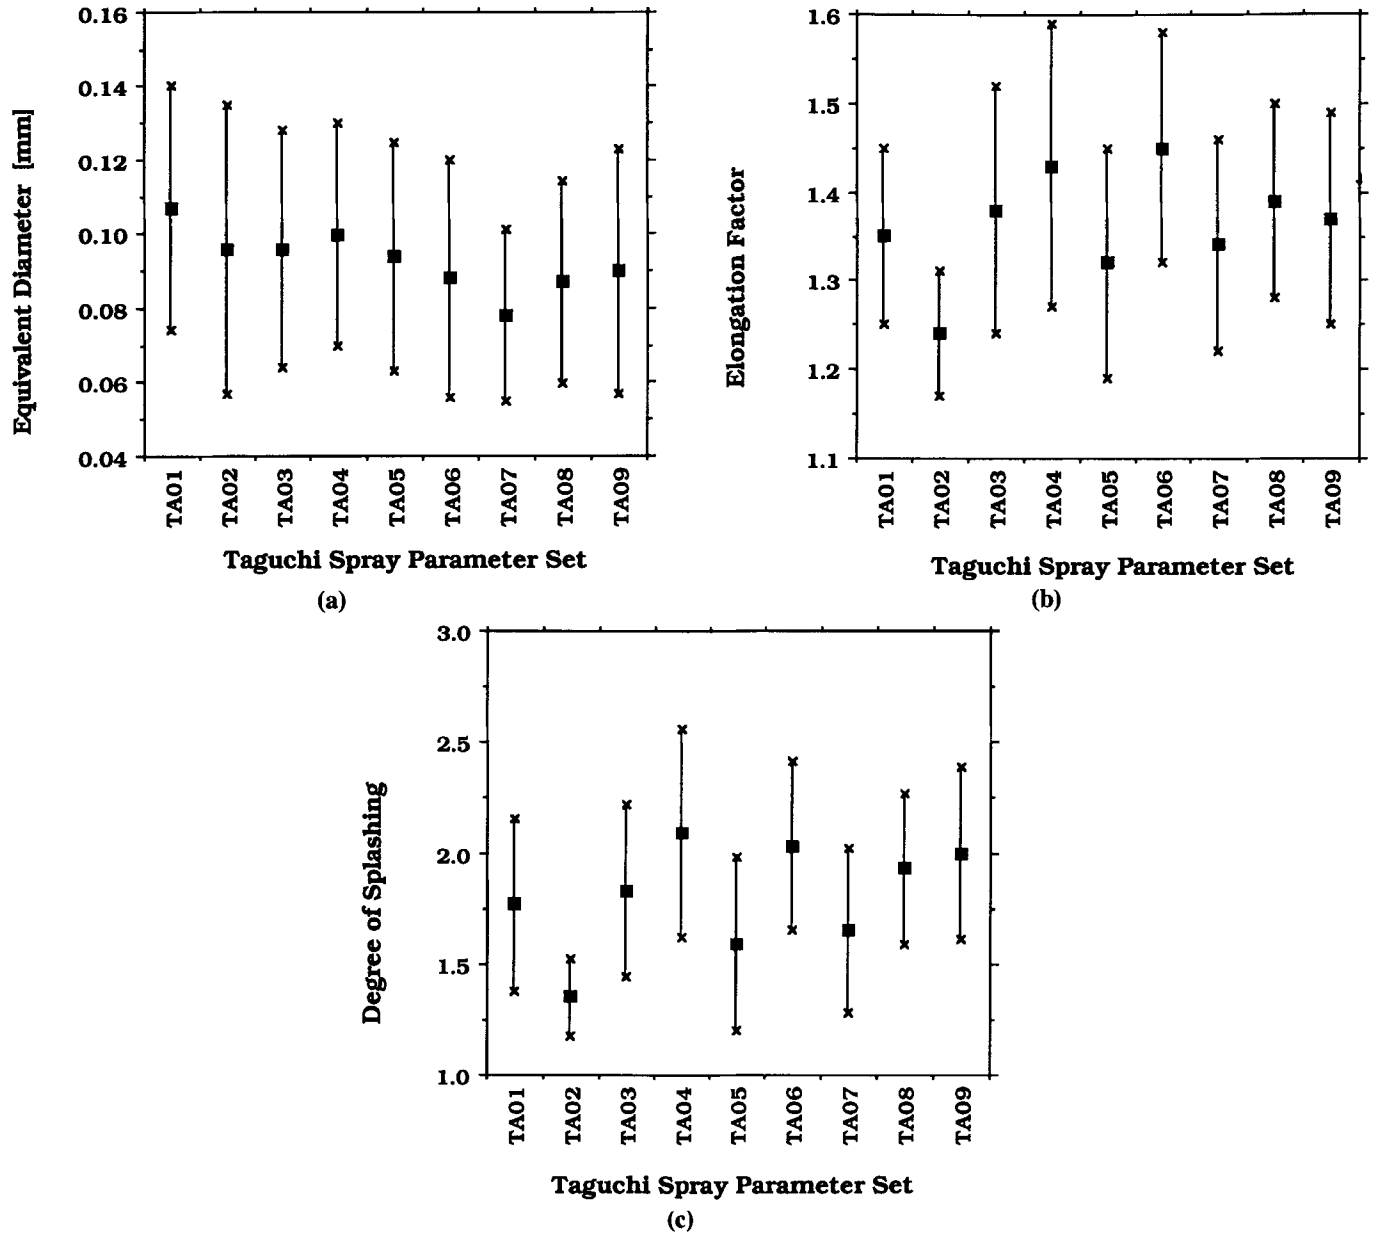 0.16
0.14
0.12
0.10
0.08
0.06
0.04
Equivalent Diameter [mm]
TA01 TA02 TA03 TA04 TA05 TA06 TA07 TA08 TA09
Taguchi Spray Parameter Set
(a)
1.6
1.5
1.4
1.3
1.2
1.1
Elongation Factor
TA01 TA02 TA03 TA04 TA05 TA06 TA07 TA08 TA09
Taguchi Spray Parameter Set
(b)
3.0
2.5
2.0
1.5
1.0
Degree of Splashing
TA01 TA02 TA03 TA04 TA05 TA06 TA07 TA08 TA09
Taguchi Spray Parameter Set
(c)